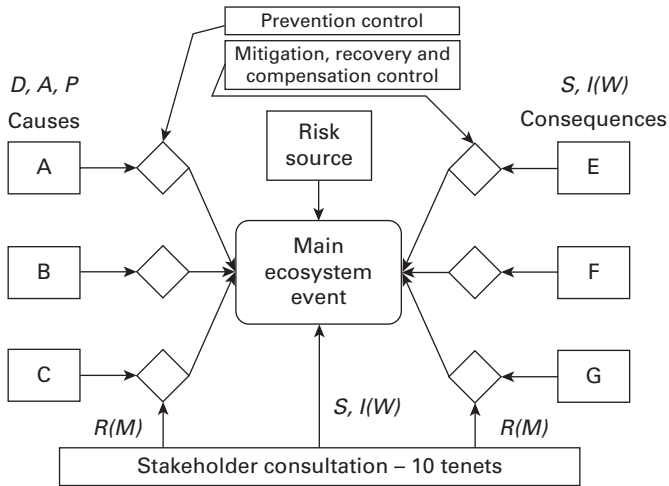 Prevention control
Mitigation, recovery and
compensation control
D, A, P
Causes
S, I(W)
Consequences
Risk
source
A
E
Main
ecosystem
event
B
F
C
G
R(M)
S, I(W)
R(M)
Stakeholder consultation – 10 tenets